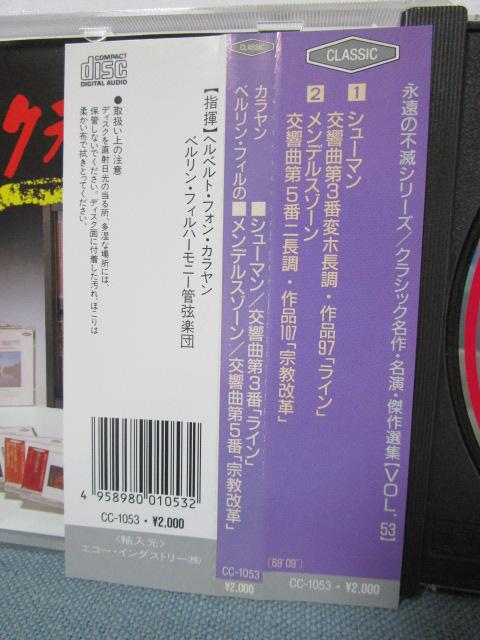 CLASSIC
永遠の不滅シリーズ/クラシック名作・名演・傑作選集【VOL. 53】
1 シューマン
交響曲第3番変ホ長調・作品97「ライン」
2 メンデルスゾーン
交響曲第5番ニ長調・作品107「宗教改革」
[69′09″]
CC-1053・¥2,000
CLASSIC
カラヤン
ベルリン・フィルの
■シューマン/交響曲第3番「ライン」
■メンデルスゾーン/交響曲第5番「宗教改革」
CC-1053
¥2,000
COMPACT
disc
DIGITAL AUDIO
【指揮】ヘルベルト・フォン・カラヤン
ベルリン・フィルハーモニー管弦楽団
●取扱い上の注意
ディスクを直射日光の当る所、多湿な場所には、
保管しないでください。ディスク面に付着した汚れ、ほこりは
柔かい布で拭きとってください。
4 958980 010532
CC-1053・¥2,000
〈輸入元〉
エコー・インダストリー㈱
クラ